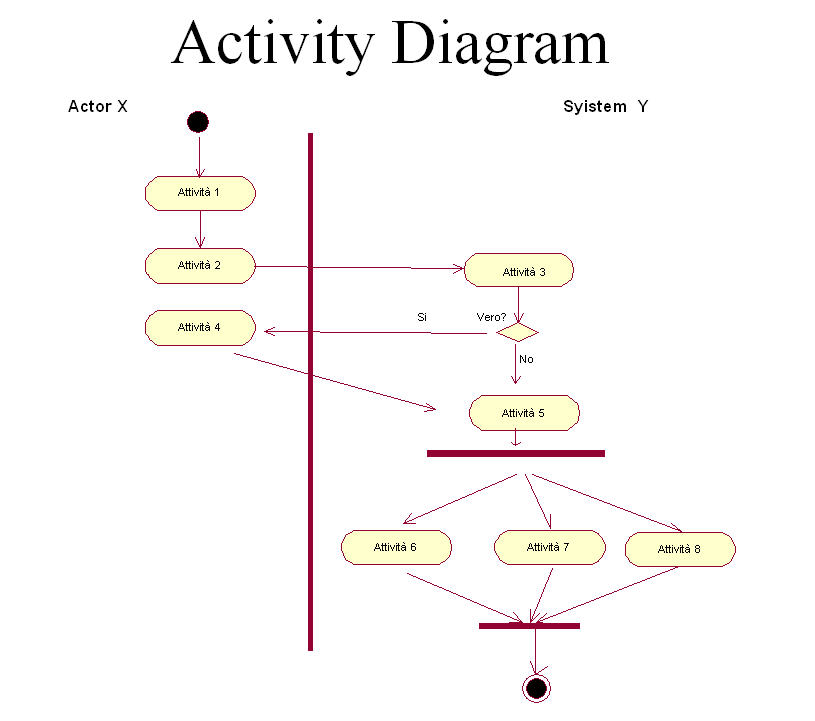 Activity Diagram
Actor X
Syistem Y
Attività 1
Attività 2
Attività 3
Si
Vero?
Attività 4
No
Attività 5
Attività 6
Attività 7
Attività 8